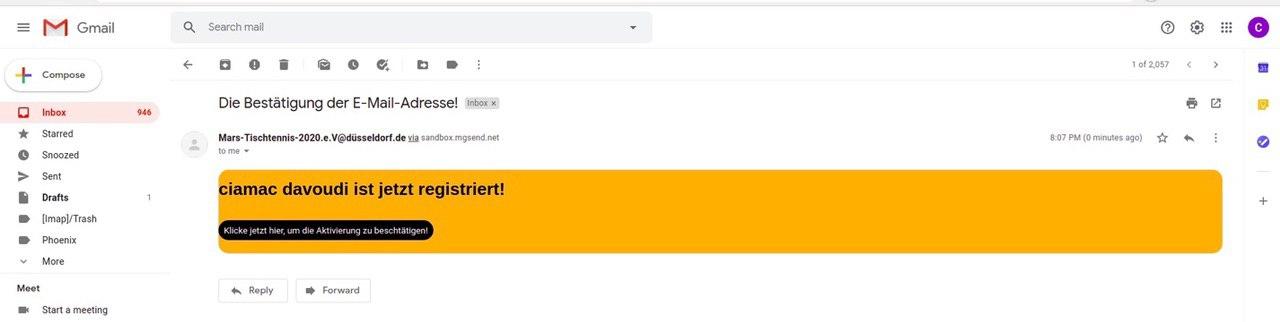 Gmail
Search mail
C
Compose
1 of 2,057
Inbox 946
Starred
Snoozed
Sent
Drafts 1
[Imap]/Trash
Phoenix
More
Meet
Start a meeting
Die Bestätigung der E-Mail-Adresse! Inbox ×
Mars-Tischtennis-2020.e.V@düsseldorf.de via sandbox.mgsend.net
8:07 PM (0 minutes ago)
to me
ciamac davoudi ist jetzt registriert!
Klicke jetzt hier, um die Aktivierung zu beschtätigen!
Reply
Forward
31